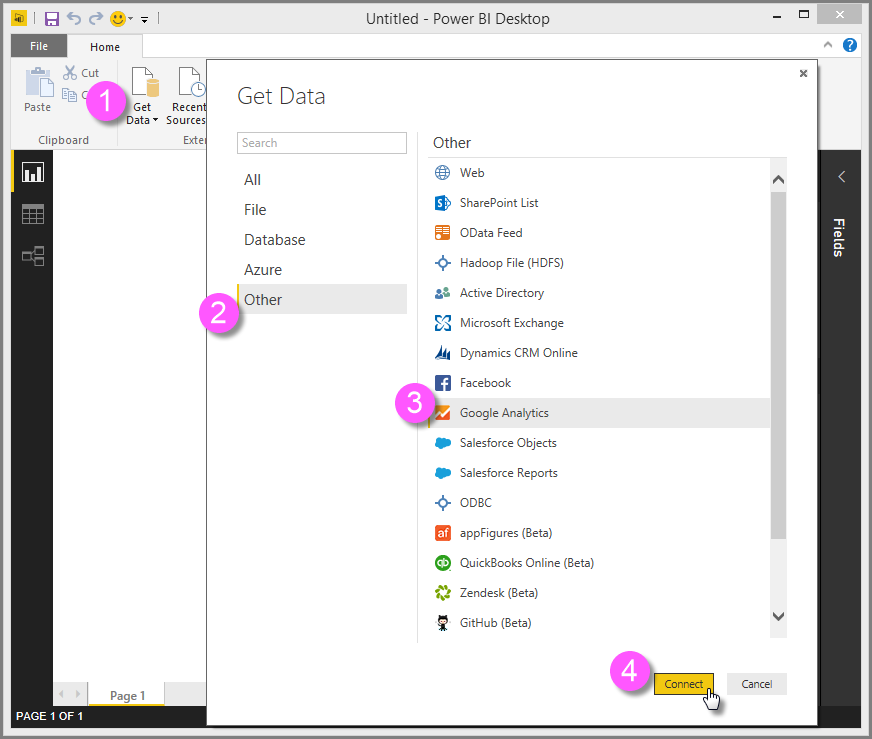 Untitled - Power BI Desktop
File
Home
Paste
Cut
1
Get
Data
Recent
Sources
Clipboard
Get Data
Search
All
File
Database
Azure
2
Other
Other
Web
SharePoint List
OData Feed
Hadoop File (HDFS)
Active Directory
Microsoft Exchange
Dynamics CRM Online
Facebook
3
Google Analytics
Salesforce Objects
Salesforce Reports
ODBC
af
appFigures (Beta)
qb
QuickBooks Online (Beta)
Zendesk (Beta)
GitHub (Beta)
4
Connect
Cancel
Fields
Page 1
PAGE 1 OF 1